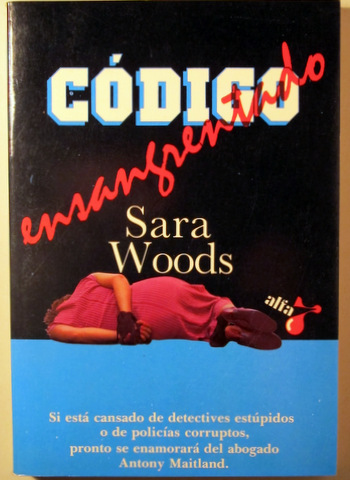 CÓDIGO
ensangrentado
Sara
Woods
alfa
Si está cansado de detectives estúpidos
o de policías corruptos,
pronto se enamorará del abogado
Antony Maitland.